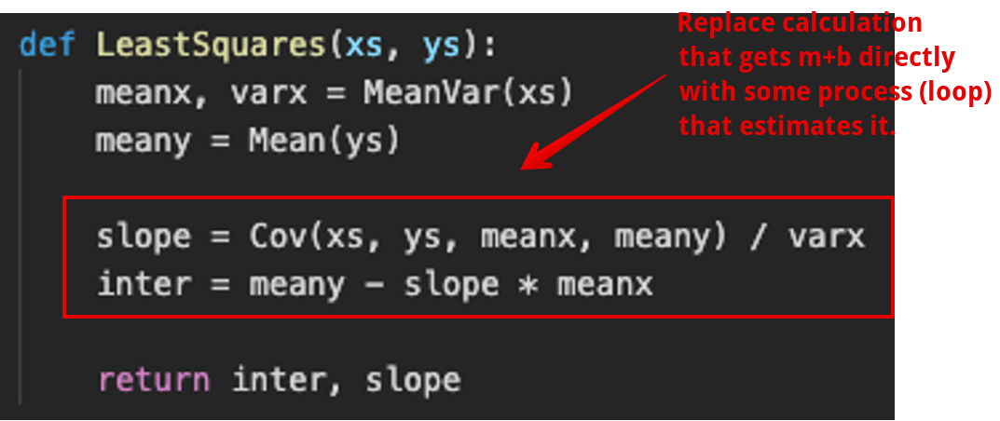 def LeastSquares(xs, ys):
meanx, varx = MeanVar(xs)
meany = Mean(ys)
slope = Cov(xs, ys, meanx, meany) / varx
inter = meany - slope * meanx
return inter, slope
Replace calculation
that gets m+b directly
with some process (loop)
that estimates it.